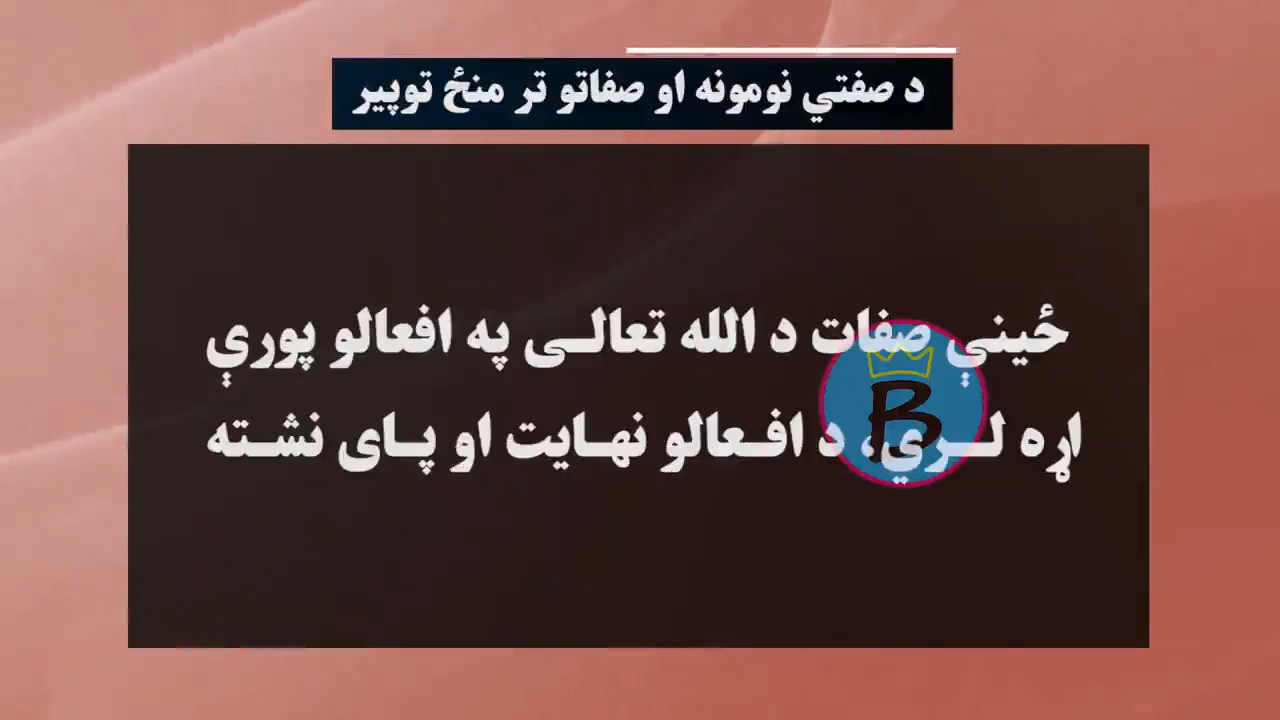 د صفتي نومونه او صفاتو تر منځ توپیر
ځینې صفات د الله تعالی په افعالو پورې
اړه لري، د افعالو نهایت او پای نشته
B